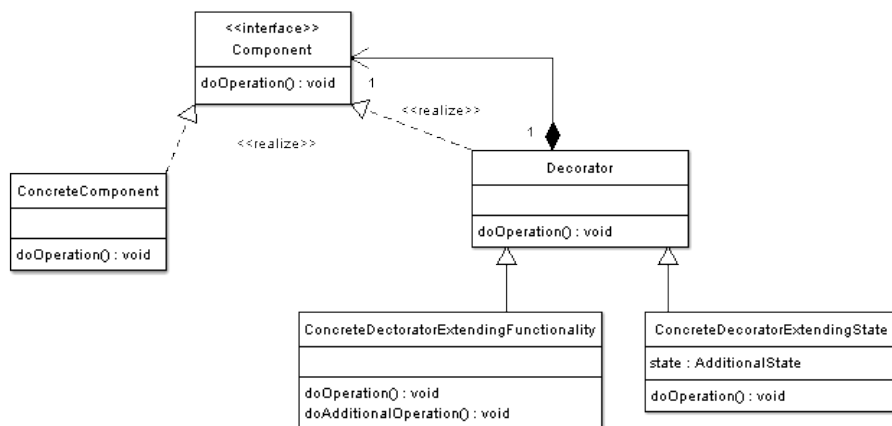 <<interface>>
Component
doOperation() : void
1
<<realize>>
<<realize>>
1
ConcreteComponent
doOperation() : void
Decorator
doOperation() : void
ConcreteDectoratorExtendingFunctionality
doOperation() : void
doAdditionalOperation() : void
ConcreteDecoratorExtendingState
state : AdditionalState
doOperation() : void